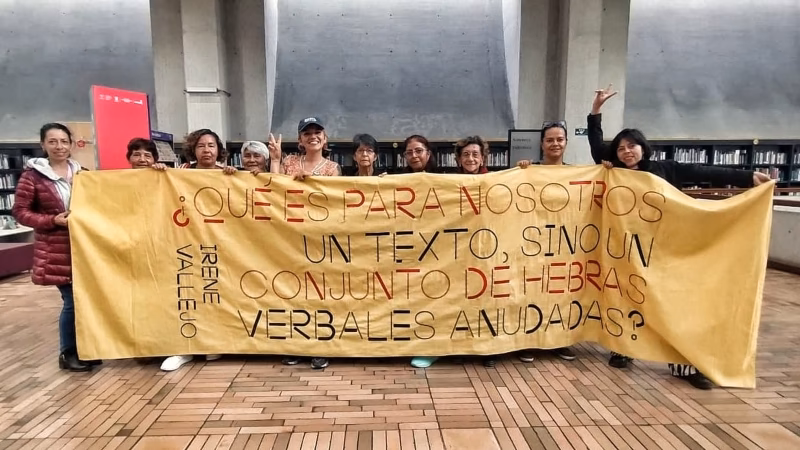 ¿QUÉ ES PARA NOSOTROS
UN TEXTO, SINO UN
CONJUNTO DE HEBRAS
VERBALES ANUDADAS?
IRENE
VALLEJO